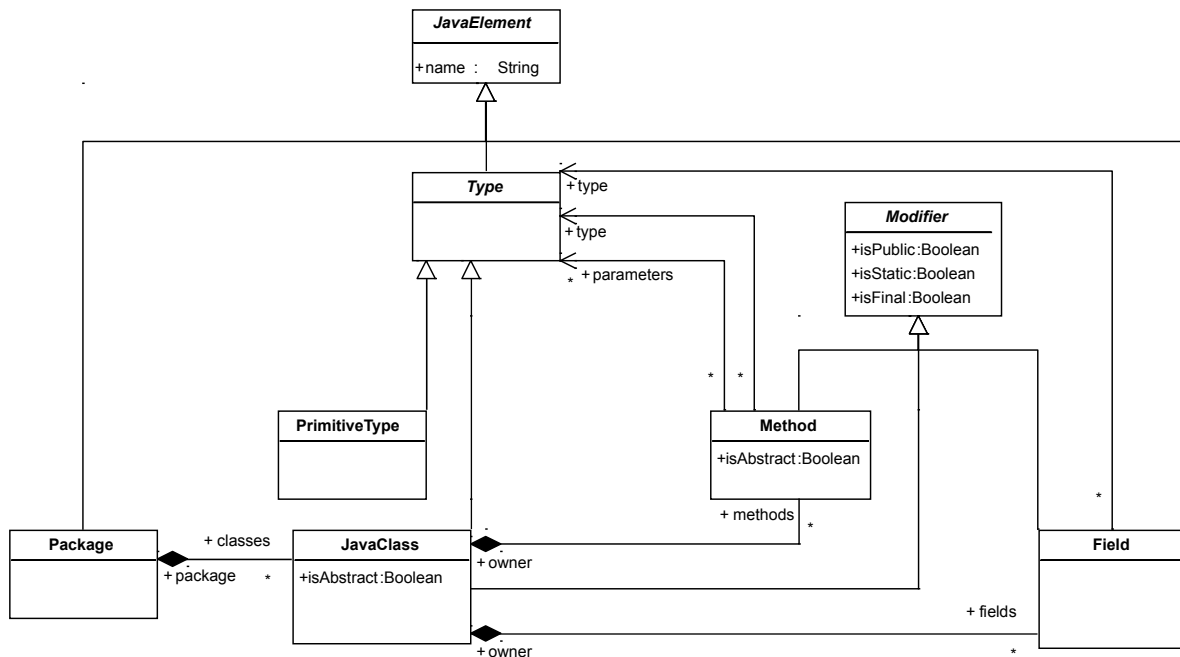 JavaElement
+name : String
Type
+ type
+ type
+ parameters
*
Modifier
+isPublic:Boolean
+isStatic:Boolean
+isFinal:Boolean
* *
PrimitiveType
Method
+isAbstract:Boolean
*
+ methods
*
Package
+ classes
+ package
*
JavaClass
+isAbstract:Boolean
+ owner
Field
+ fields
+ owner
*